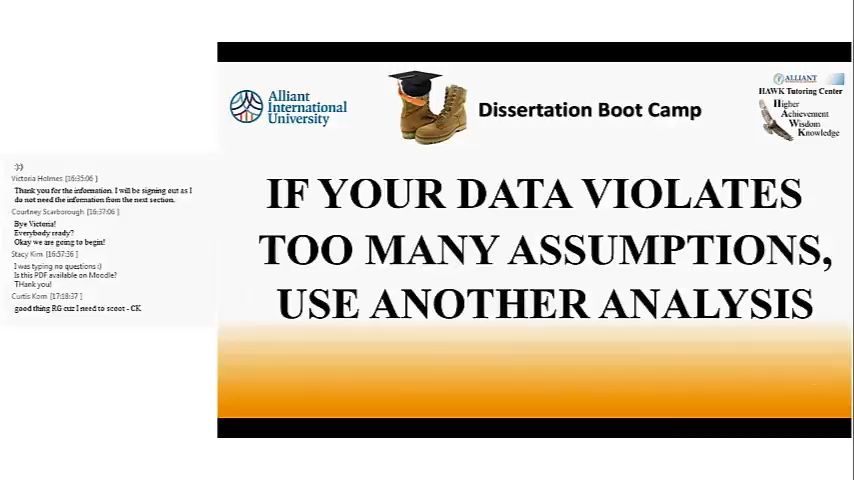 :)
Victoria Holmes [16:35:06 ]
Thank you for the information. I will be signing out as I
do not need the information from the next section.
Courtney Scarborough [16:37:06 ]
Bye Victoria!
Everybody ready?
Okay we are going to begin!
Stacy Kim [16:57:36 ]
I was typing no questions :)
Is this PDF available on Moodle?
THank you!
Curtis Korn [17:18:37 ]
good thing RG cuz I need to scoot - CK
Alliant
International
University
Dissertation Boot Camp
ALLIANT
HAWK Tutoring Center
Higher
Achievement
Wisdom
Knowledge
IF YOUR DATA VIOLATES
TOO MANY ASSUMPTIONS,
USE ANOTHER ANALYSIS